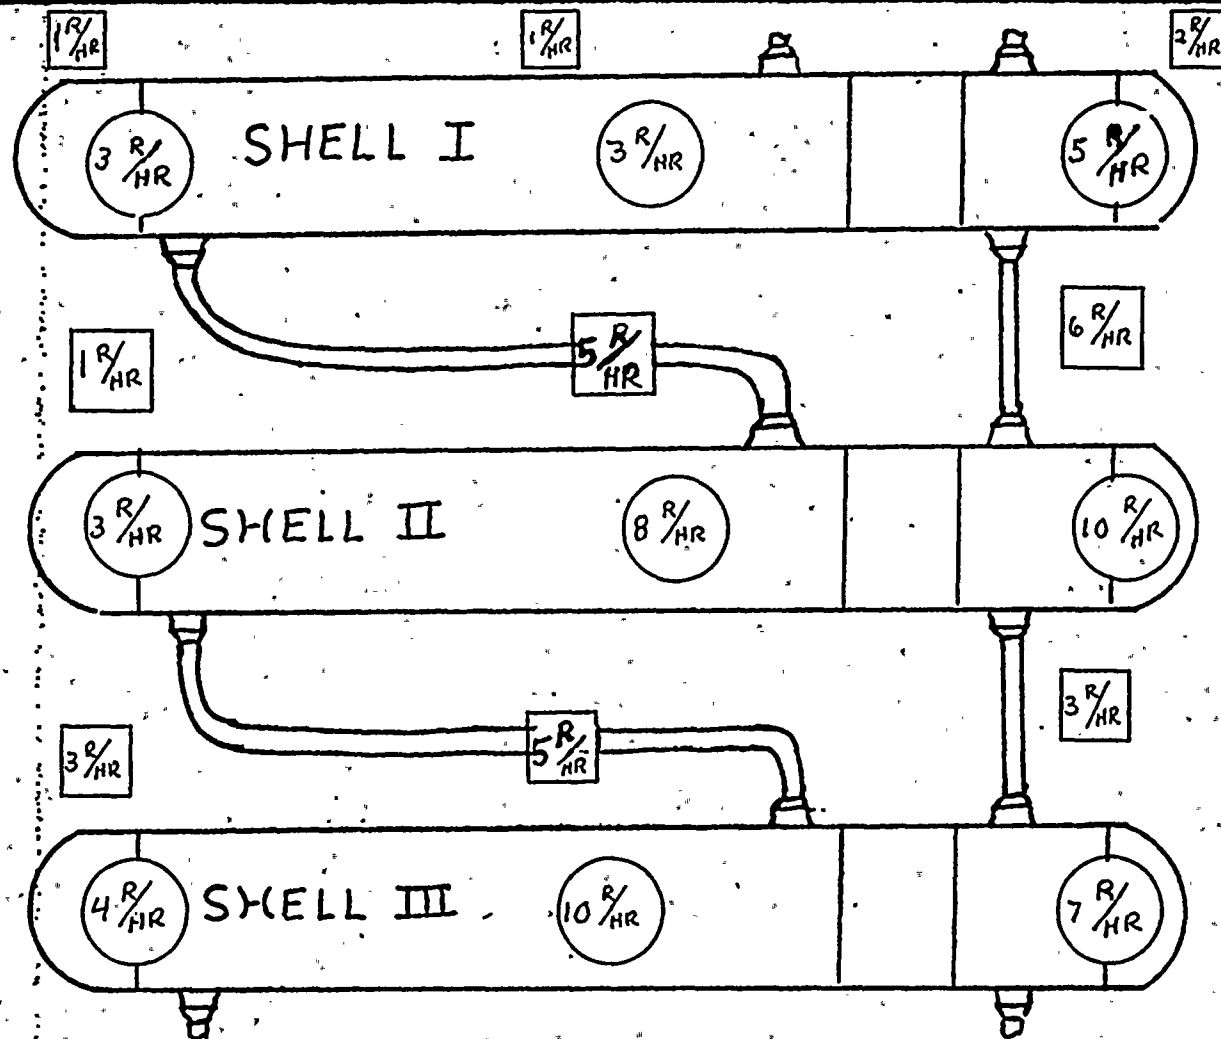 1 R/HR
1 R/HR
2 R/HR
3 R/HR
SHELL I
3 R/HR
5 R/HR
6 R/HR
1 R/HR
5 R/HR
3 R/HR
SHELL II
8 R/HR
10 R/HR
3 R/HR
3 R/HR
5 R/HR
4 R/HR
SHELL III
10 R/HR
7 R/HR